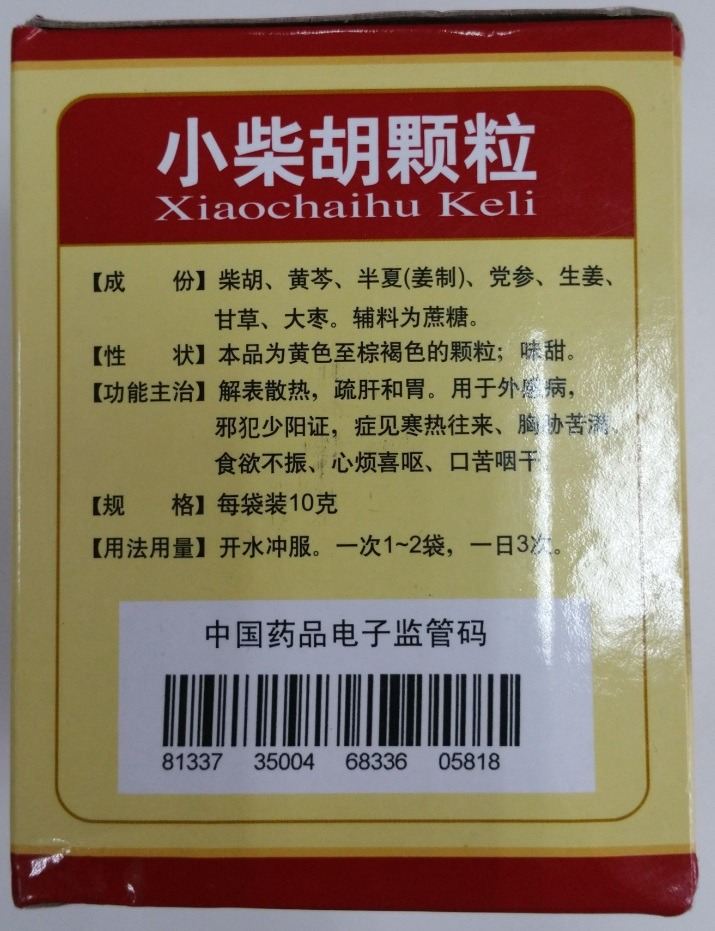 小柴胡颗粒
Xiaochaihu Keli
【成 份】柴胡、黄芩、半夏(姜制)、党参、生姜、
甘草、大枣。辅料为蔗糖。
【性 状】本品为黄色至棕褐色的颗粒；味甜。
【功能主治】解表散热，疏肝和胃。用于外感病，
邪犯少阳证，症见寒热往来、胸胁苦满、
食欲不振、心烦喜呕、口苦咽干。
【规 格】每袋装10克
【用法用量】开水冲服。一次1~2袋，一日3次。
中国药品电子监管码
81337 35004 68336 05818